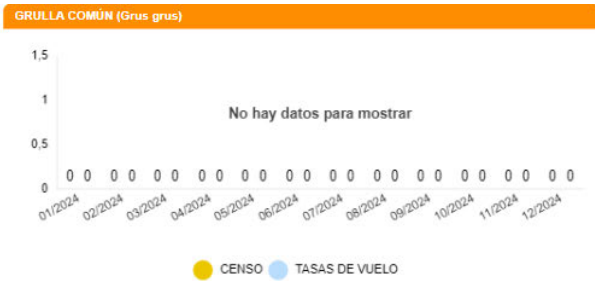 GRULLA COMÚN (Grus grus)
1,5
1
No hay datos para mostrar
0,5
0 0 0 0 0 0 0 0 0 0 0 0 0 0 0 0 0 0 0 0 0 0 0 0
0
01/2024 02/2024 03/2024 04/2024 05/2024 06/2024 07/2024 08/2024 09/2024 10/2024 11/2024 12/2024
CENSO TASAS DE VUELO